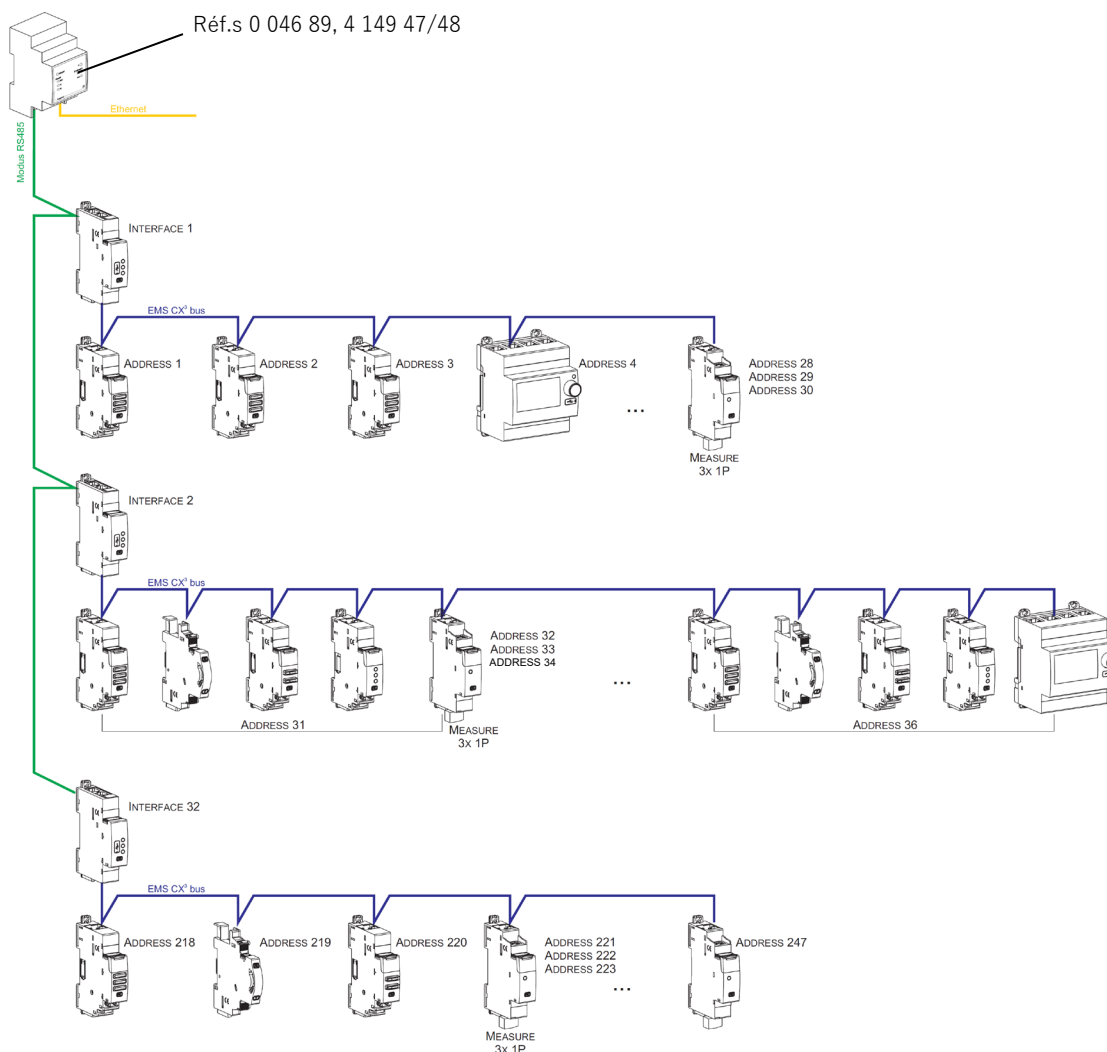 Réf.s 0 046 89, 4 149 47/48
Ethernet
Modus RS485
INTERFACE 1
EMS CX³ bus
ADDRESS 1
ADDRESS 2
ADDRESS 3
ADDRESS 4
...
ADDRESS 28
ADDRESS 29
ADDRESS 30
MEASURE
3X 1P
INTERFACE 2
EMS CX³ bus
ADDRESS 32
ADDRESS 33
ADDRESS 34
...
ADDRESS 31
MEASURE
3X 1P
ADDRESS 36
INTERFACE 32
EMS CX³ bus
ADDRESS 218
ADDRESS 219
ADDRESS 220
ADDRESS 221
ADDRESS 222
ADDRESS 223
...
ADDRESS 247
MEASURE
3X 1P